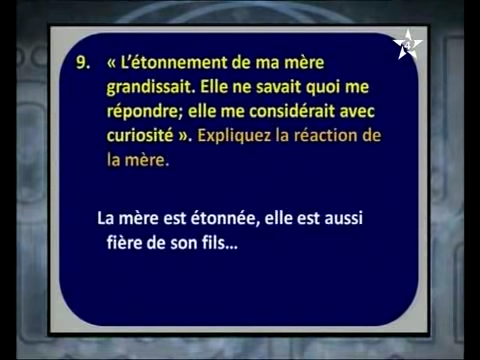 9. « L'étonnement de ma mère
grandissait. Elle ne savait quoi me
répondre; elle me considérait avec
curiosité ». Expliquez la réaction de
la mère.
La mère est étonnée, elle est aussi
fière de son fils...
4